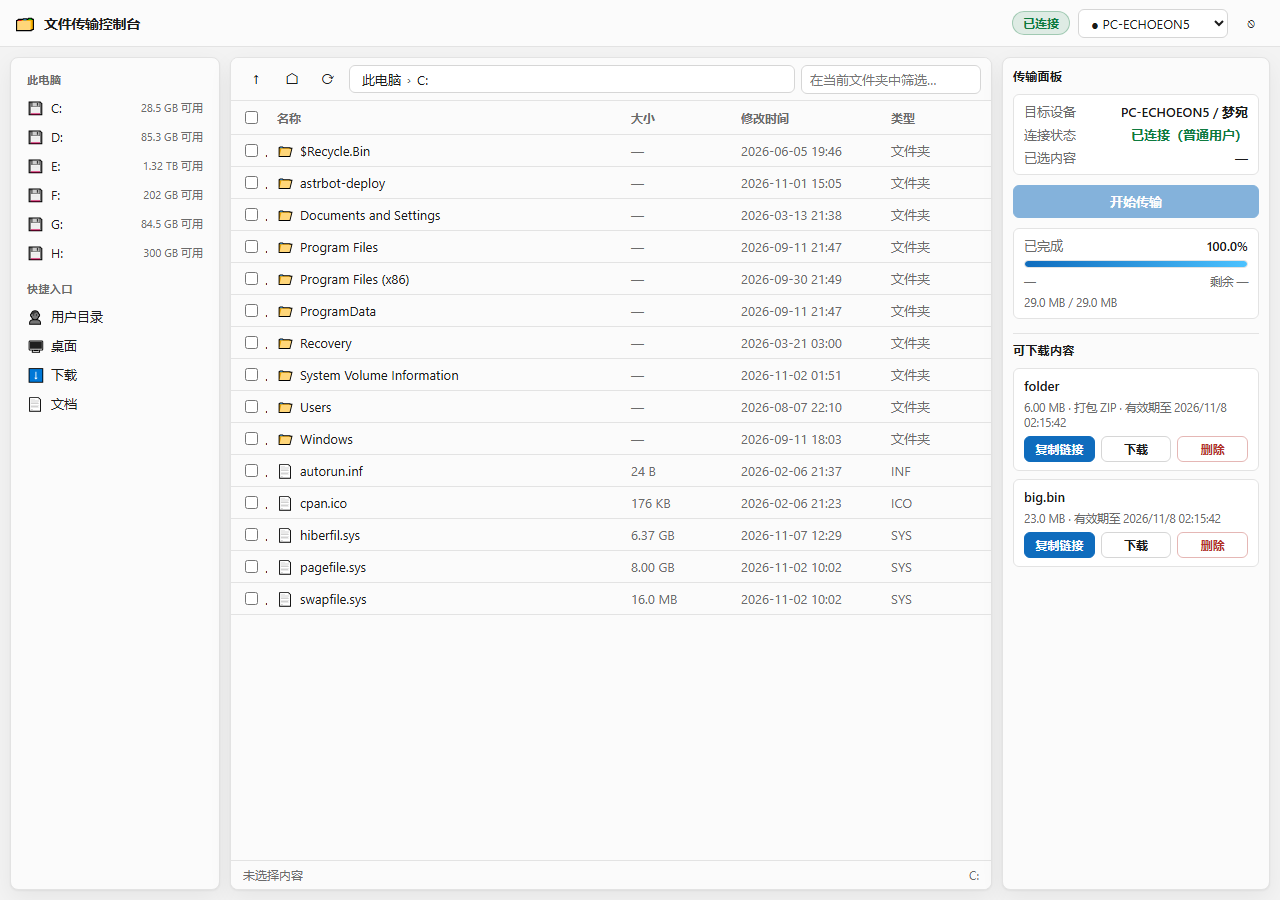 文件传输控制台
已连接
● PC-ECHOEON5
此电脑
C: 28.5 GB 可用
D: 85.3 GB 可用
E: 1.32 TB 可用
F: 202 GB 可用
G: 84.5 GB 可用
H: 300 GB 可用
快捷入口
用户目录
桌面
下载
文档
此电脑 › C:
在当前文件夹中筛选...
名称 大小 修改时间 类型
$Recycle.Bin — 2026-06-05 19:46 文件夹
astrbot-deploy — 2026-11-01 15:05 文件夹
Documents and Settings — 2026-03-13 21:38 文件夹
Program Files — 2026-09-11 21:47 文件夹
Program Files (x86) — 2026-09-30 21:49 文件夹
ProgramData — 2026-09-11 21:47 文件夹
Recovery — 2026-03-21 03:00 文件夹
System Volume Information — 2026-11-02 01:51 文件夹
Users — 2026-08-07 22:10 文件夹
Windows — 2026-09-11 18:03 文件夹
autorun.inf 24 B 2026-02-06 21:37 INF
cpan.ico 176 KB 2026-02-06 21:23 ICO
hiberfil.sys 6.37 GB 2026-11-07 12:29 SYS
pagefile.sys 8.00 GB 2026-11-02 10:02 SYS
swapfile.sys 16.0 MB 2026-11-02 10:02 SYS
未选择内容 C:
传输面板
目标设备 PC-ECHOEON5 / 梦宛
连接状态 已连接（普通用户）
已选内容 —
开始传输
已完成 100.0%
— 剩余 —
29.0 MB / 29.0 MB
可下载内容
folder
6.00 MB · 打包 ZIP · 有效期至 2026/11/8
02:15:42
复制链接 下载 删除
big.bin
23.0 MB · 有效期至 2026/11/8 02:15:42
复制链接 下载 删除